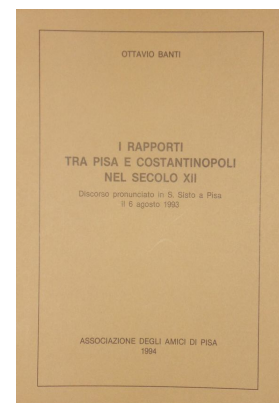 OTTAVIO BANTI
I RAPPORTI
TRA PISA E COSTANTINOPOLI
NEL SECOLO XII
Discorso pronunciato in S. Sisto a Pisa
Il 6 agosto 1993
ASSOCIAZIONE DEGLI AMICI DI PISA
1994